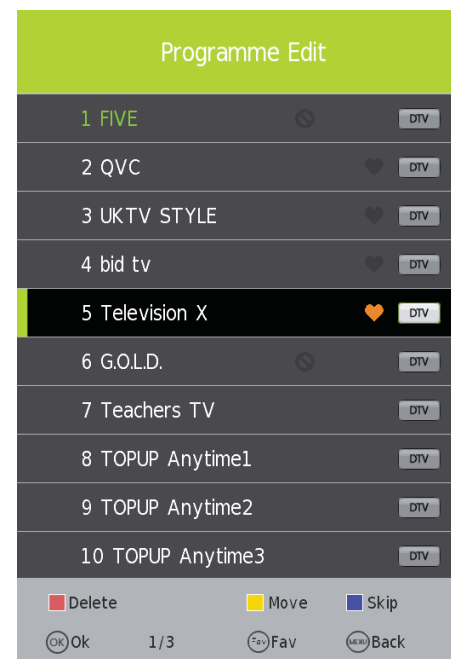 Programme Edit
1 FIVE DTV
2 QVC DTV
3 UKTV STYLE DTV
4 bid tv DTV
5 Television X DTV
6 G.O.L.D. DTV
7 Teachers TV DTV
8 TOPUP Anytime1 DTV
9 TOPUP Anytime2 DTV
10 TOPUP Anytime3 DTV
Delete Move Skip
OK Ok 1/3 Fav Fav MENU Back